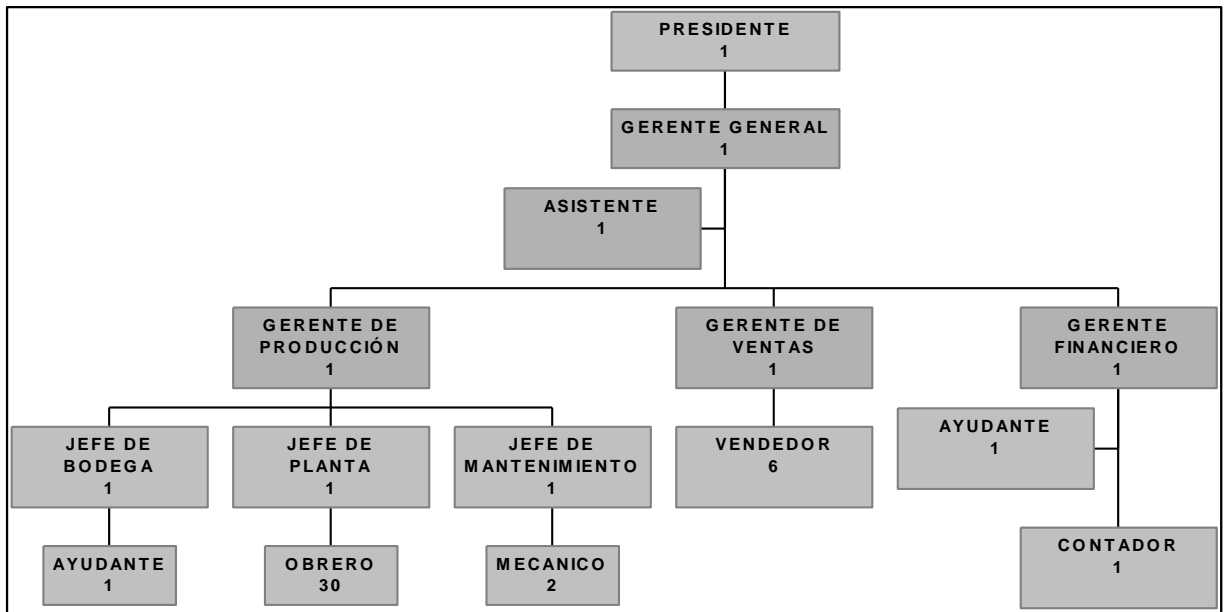 PRESIDENTE
1
GERENTE GENERAL
1
ASISTENTE
1
GERENTE DE
PRODUCCIÓN
1
GERENTE DE
VENTAS
1
GERENTE
FINANCIERO
1
JEFE DE
BODEGA
1
JEFE DE
PLANTA
1
JEFE DE
MANTENIMIENTO
1
VENDEDOR
6
AYUDANTE
1
AYUDANTE
1
OBRERO
30
MECANICO
2
CONTADOR
1